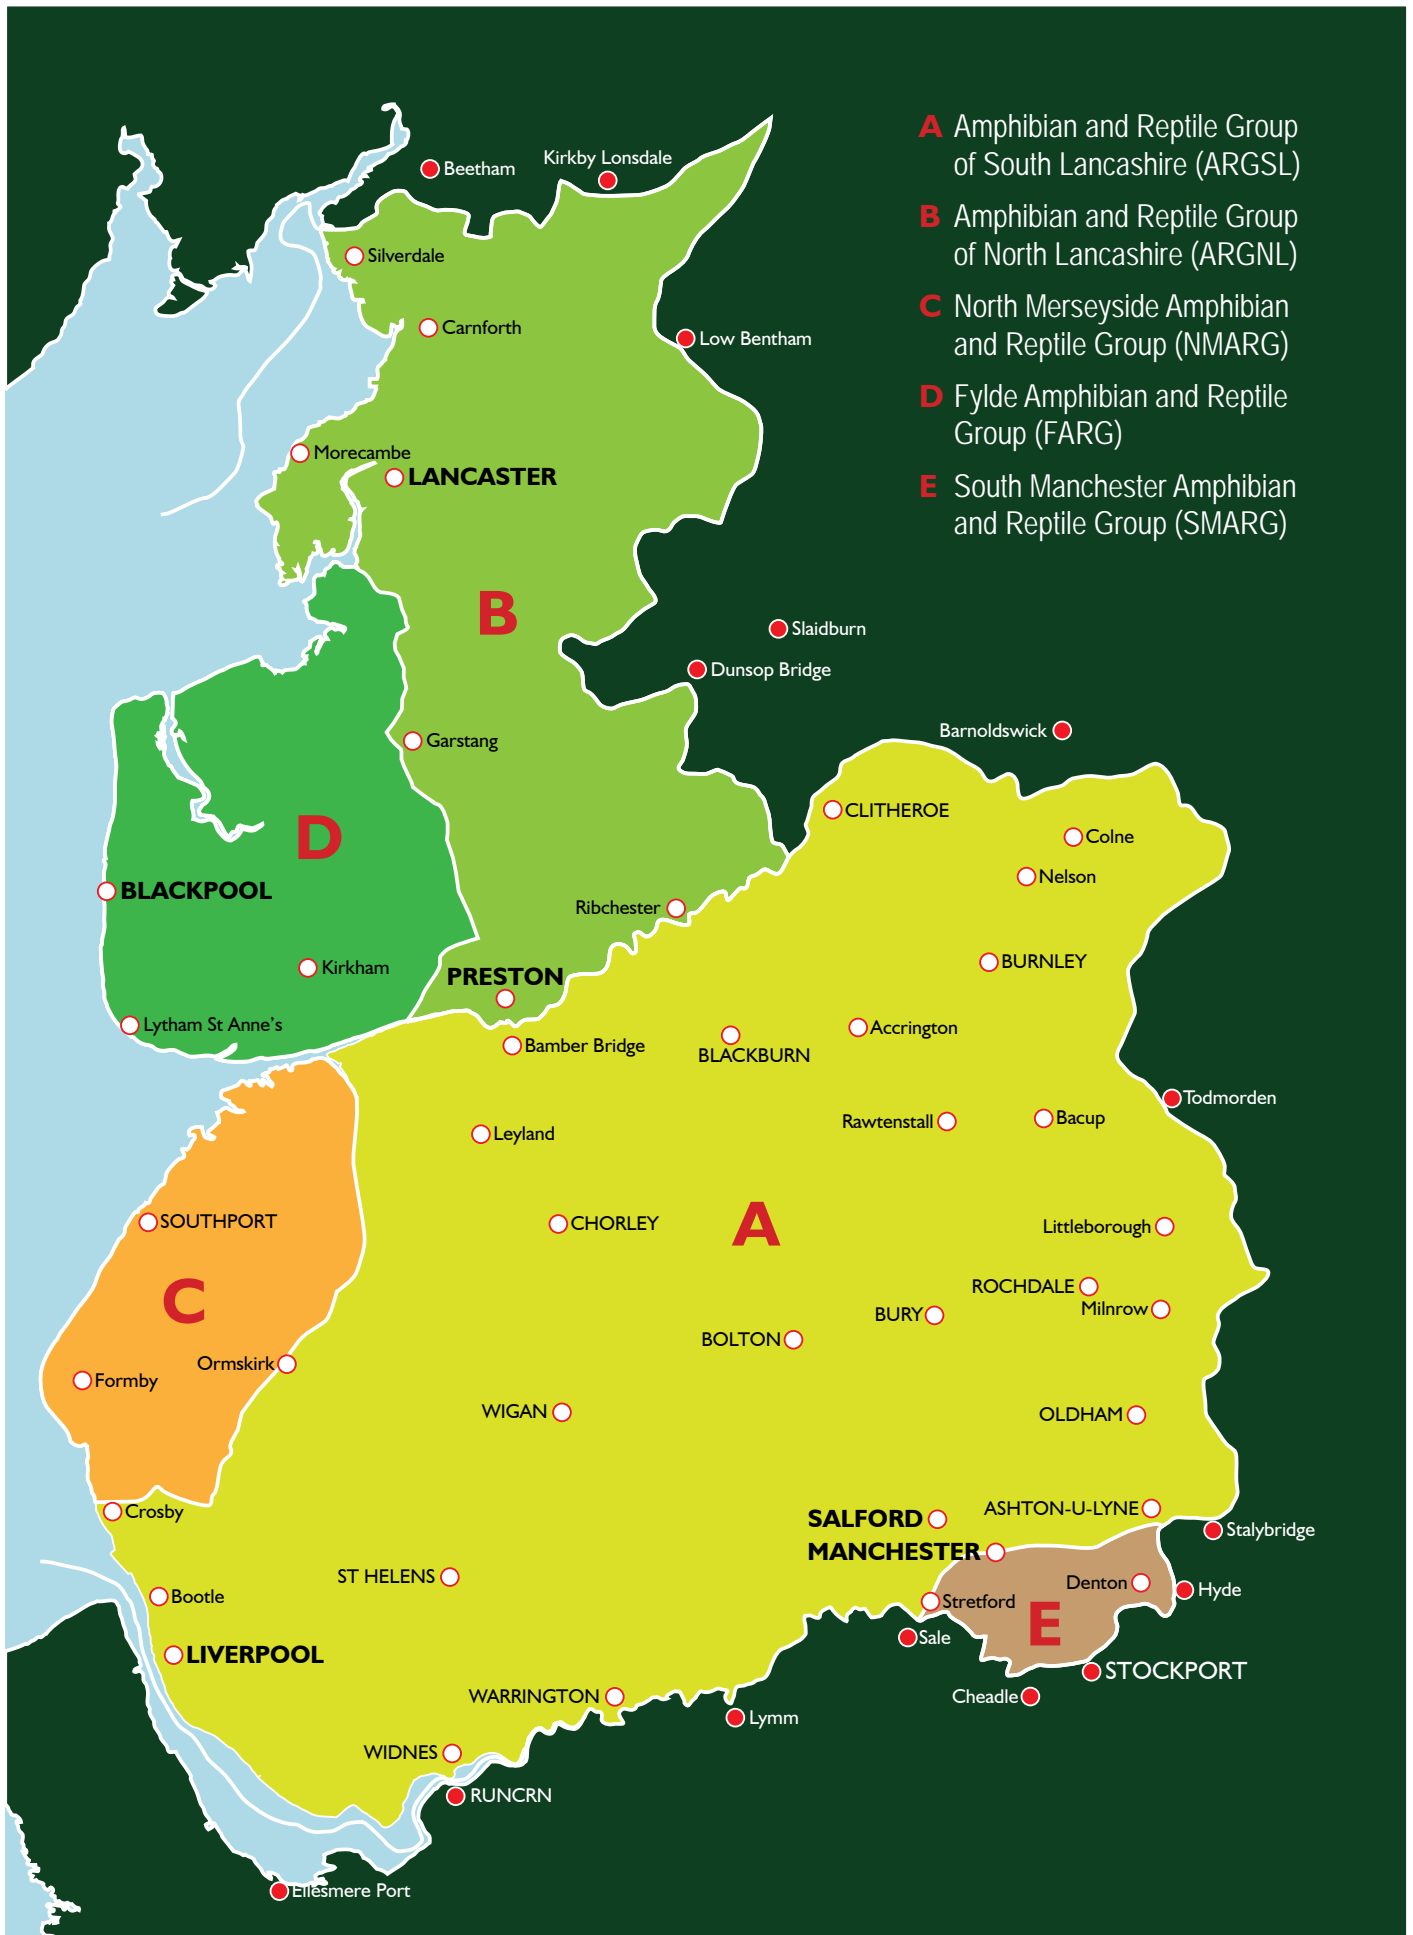 A Amphibian and Reptile Group
of South Lancashire (ARGSL)
B Amphibian and Reptile Group
of North Lancashire (ARGNL)
C North Merseyside Amphibian
and Reptile Group (NMARG)
D Fylde Amphibian and Reptile
Group (FARG)
E South Manchester Amphibian
and Reptile Group (SMARG)
Kirkby Lonsdale
Beetham
Silverdale
Carnforth
Low Bentham
Morecambe
LANCASTER
B
Slaidburn
Dunsop Bridge
Barnoldswick
Garstang
CLITHEROE
Colne
D
Nelson
BLACKPOOL
Ribchester
BURNLEY
Kirkham
PRESTON
Lytham St Anne's
Accrington
Bamber Bridge
BLACKBURN
Todmorden
Bacup
Rawtenstall
Leyland
SOUTHPORT
CHORLEY
A
Littleborough
ROCHDALE
C
Milnrow
BURY
BOLTON
Ormskirk
Formby
WIGAN
OLDHAM
Crosby
ASHTON-U-LYNE
SALFORD
Stalybridge
MANCHESTER
ST HELENS
Denton
Hyde
Bootle
Stretford
E
Sale
LIVERPOOL
STOCKPORT
WARRINGTON
Cheadle
Lymm
WIDNES
RUNCRN
Ellesmere Port